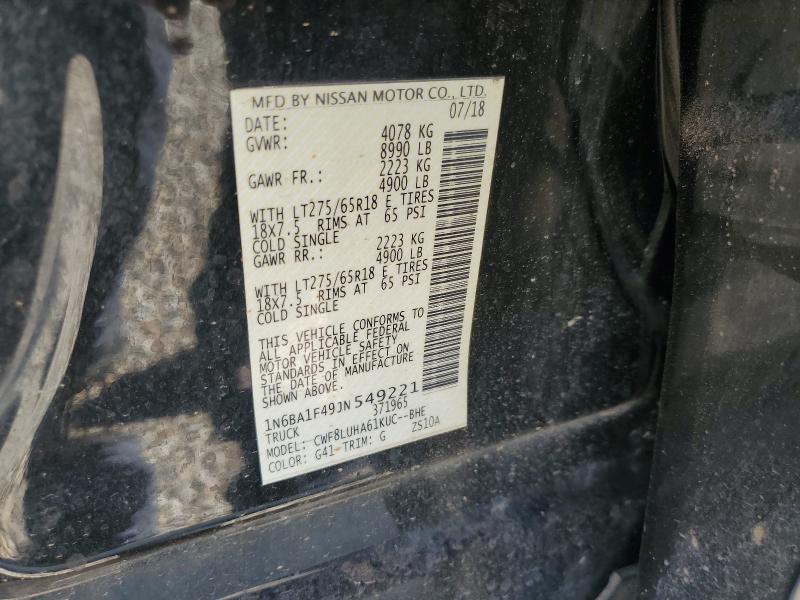 MFD BY NISSAN MOTOR CO., LTD.
DATE: 07/18
GVWR: 4078 KG
8990 LB
GAWR FR.: 2223 KG
4900 LB
WITH LT275/65R18 E TIRES
18X7.5 RIMS AT 65 PSI
COLD SINGLE
GAWR RR.: 2223 KG
4900 LB
WITH LT275/65R18 E TIRES
18X7.5 RIMS AT 65 PSI
COLD SINGLE
THIS VEHICLE CONFORMS TO
ALL APPLICABLE FEDERAL
MOTOR VEHICLE SAFETY
STANDARDS IN EFFECT ON
THE DATE OF MANUFACTURE
SHOWN ABOVE.
1N6BA1F49JN549221
TRUCK 371965
MODEL: CWF8LUHA61KUC--BHE
COLOR: G41 TRIM: G ZS10A